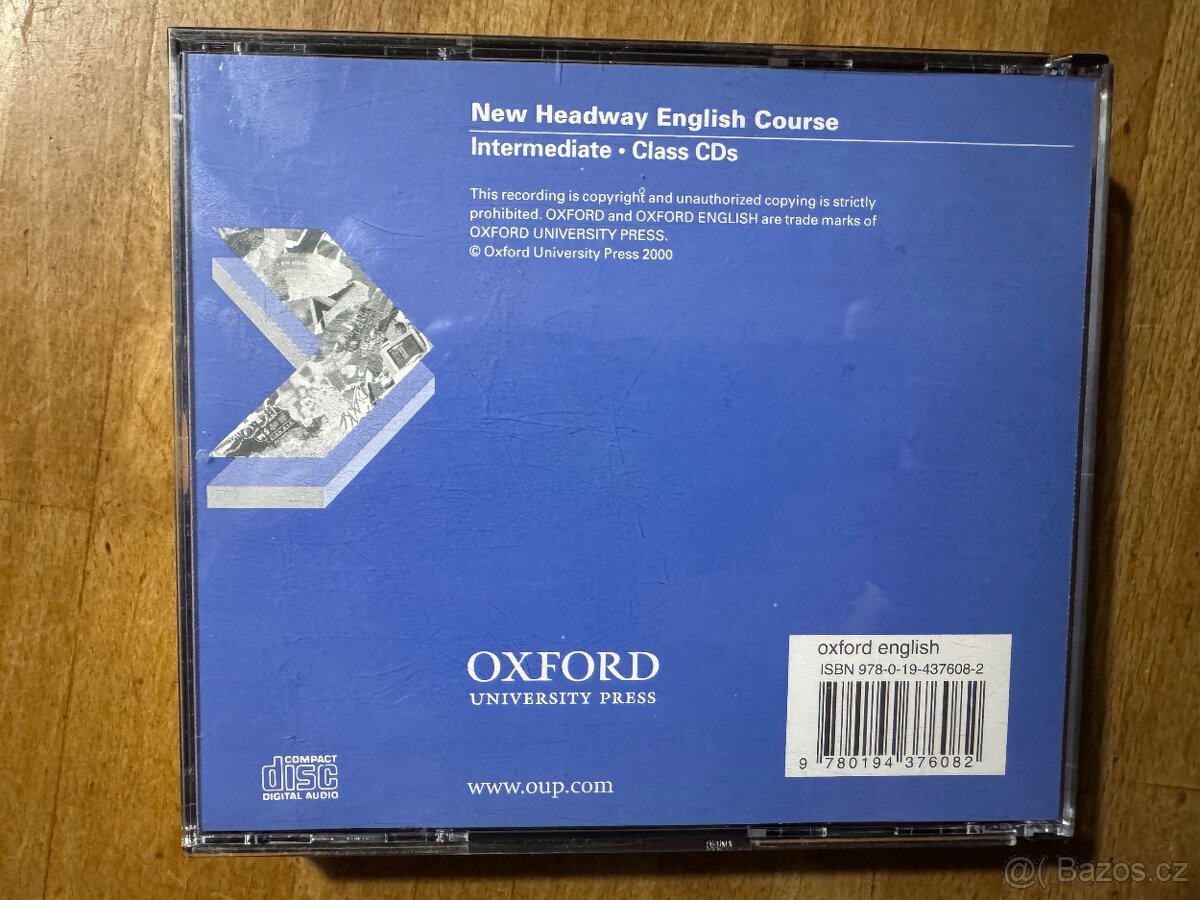 New Headway English Course
Intermediate • Class CDs
This recording is copyright and unauthorized copying is strictly
prohibited. OXFORD and OXFORD ENGLISH are trade marks of
OXFORD UNIVERSITY PRESS.
© Oxford University Press 2000
OXFORD
UNIVERSITY PRESS
www.oup.com
COMPACT
disc
DIGITAL AUDIO
oxford english
ISBN 978-0-19-437608-2
9 780194 376082
@( Bazos.cz